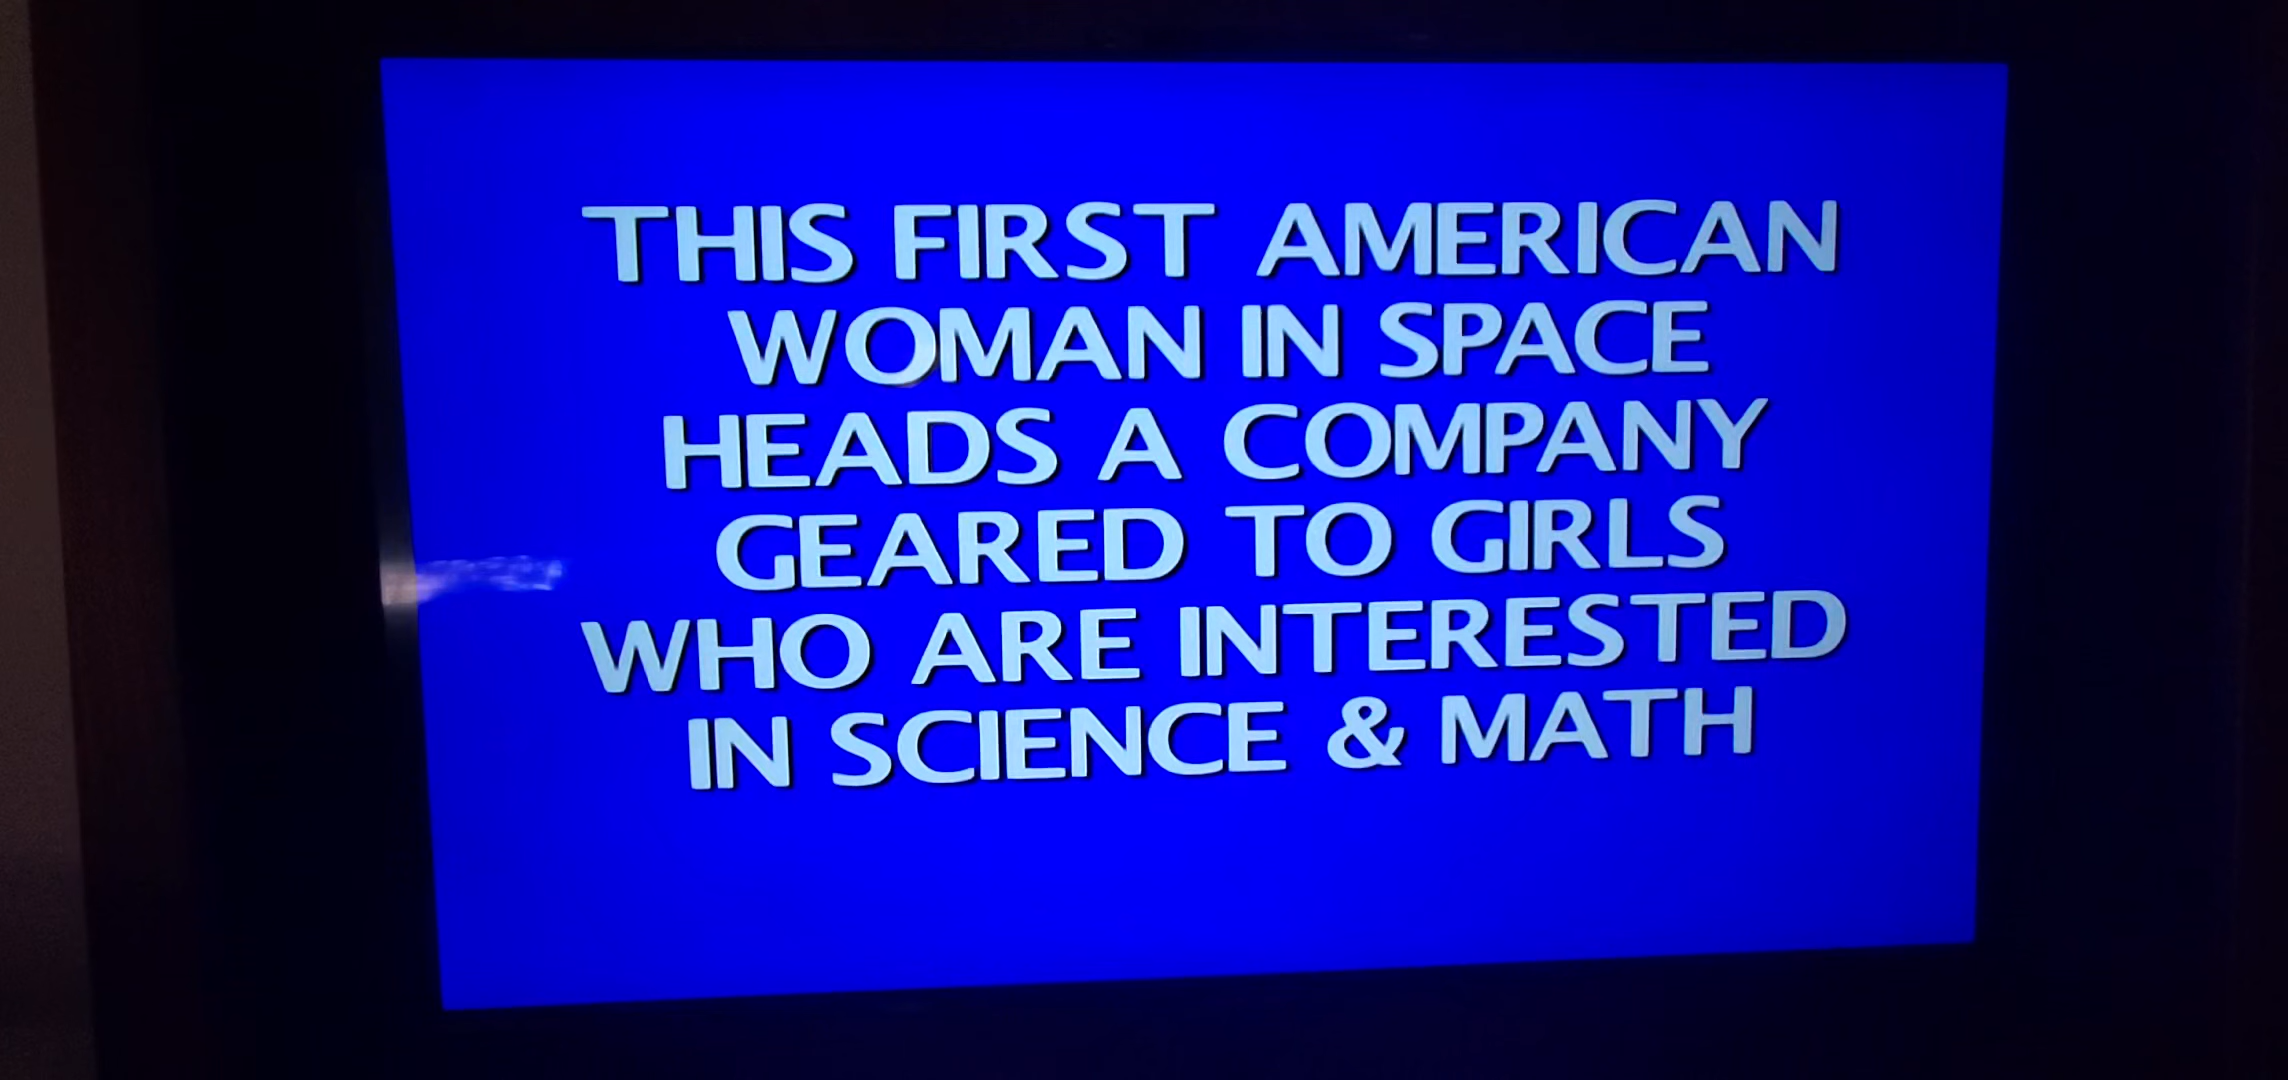 THIS FIRST AMERICAN
WOMAN IN SPACE
HEADS A COMPANY
GEARED TO GIRLS
WHO ARE INTERESTED
IN SCIENCE & MATH